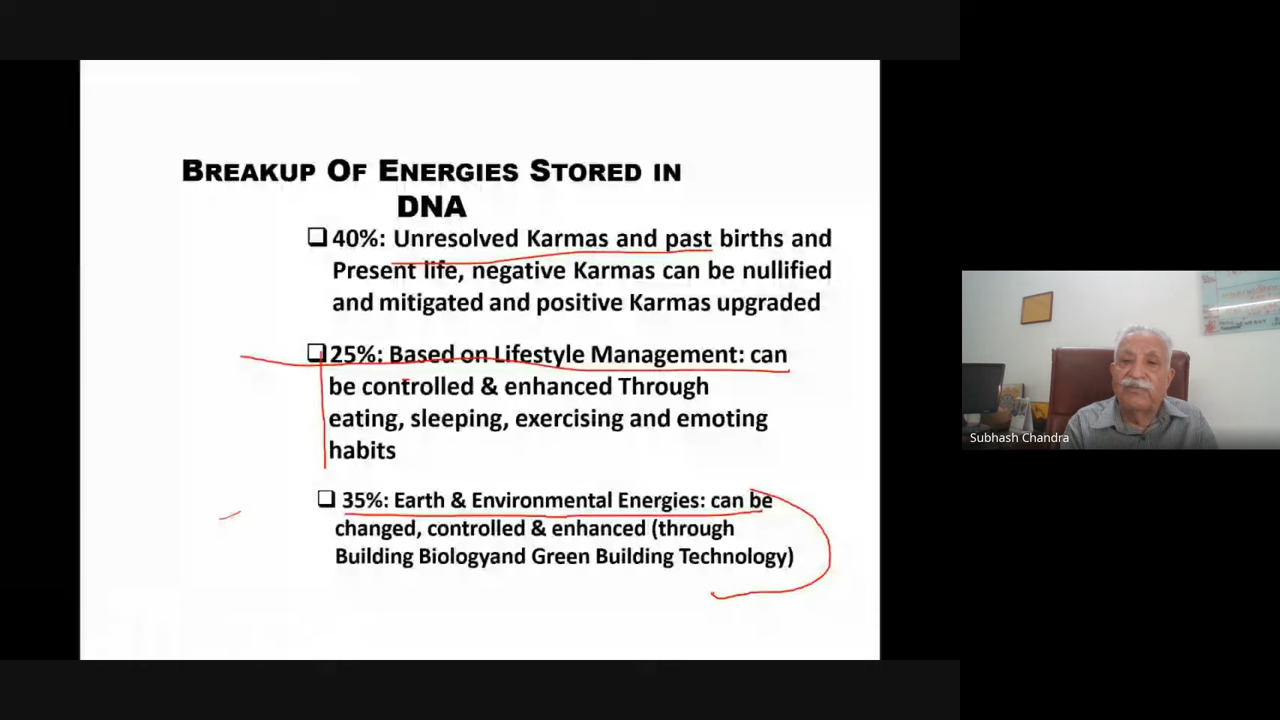 BREAKUP OF ENERGIES STORED IN
DNA
40%: Unresolved Karmas and past births and
Present life, negative Karmas can be nullified
and mitigated and positive Karmas upgraded
25%: Based on Lifestyle Management: can
be controlled & enhanced Through
eating, sleeping, exercising and emoting
habits
35%: Earth & Environmental Energies: can be
changed, controlled & enhanced (through
Building Biologyand Green Building Technology)
Subhash Chandra